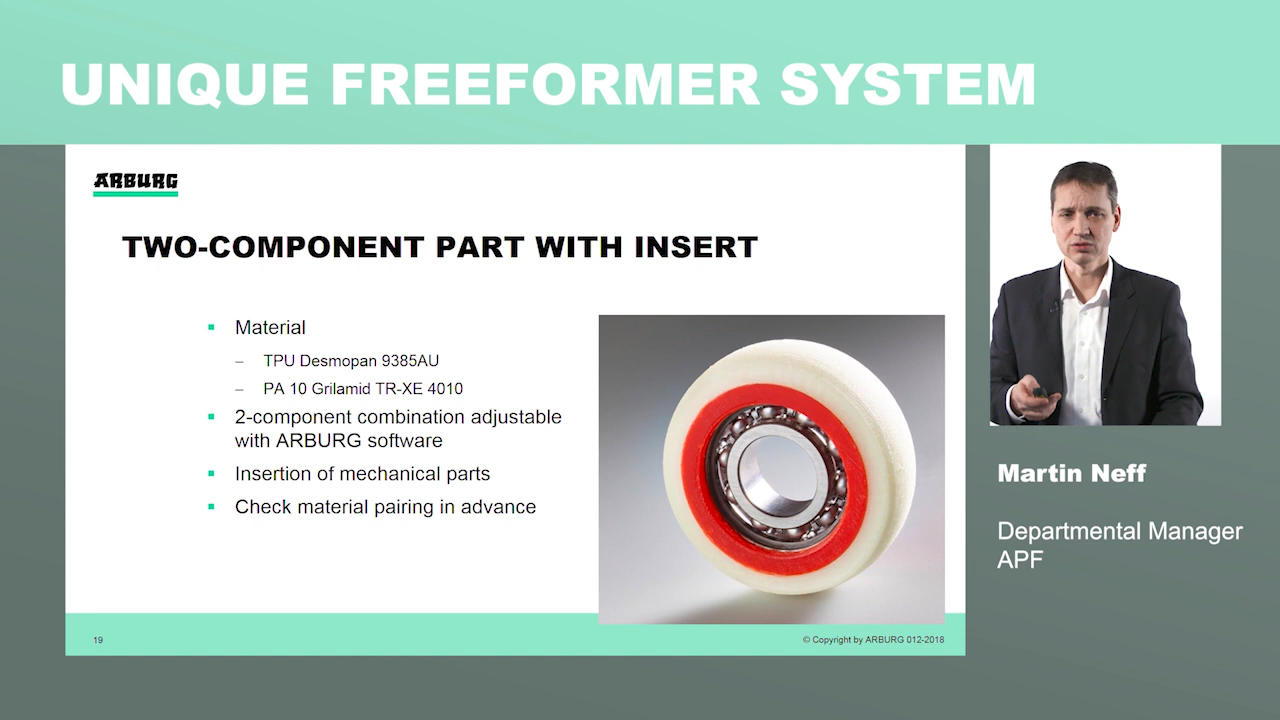 UNIQUE FREEFORMER SYSTEM
ARBURG
TWO-COMPONENT PART WITH INSERT
▪ Material
– TPU Desmopan 9385AU
– PA 10 Grilamid TR-XE 4010
▪ 2-component combination adjustable
with ARBURG software
▪ Insertion of mechanical parts
▪ Check material pairing in advance
19
© Copyright by ARBURG 012-2018
Martin Neff
Departmental Manager
APF